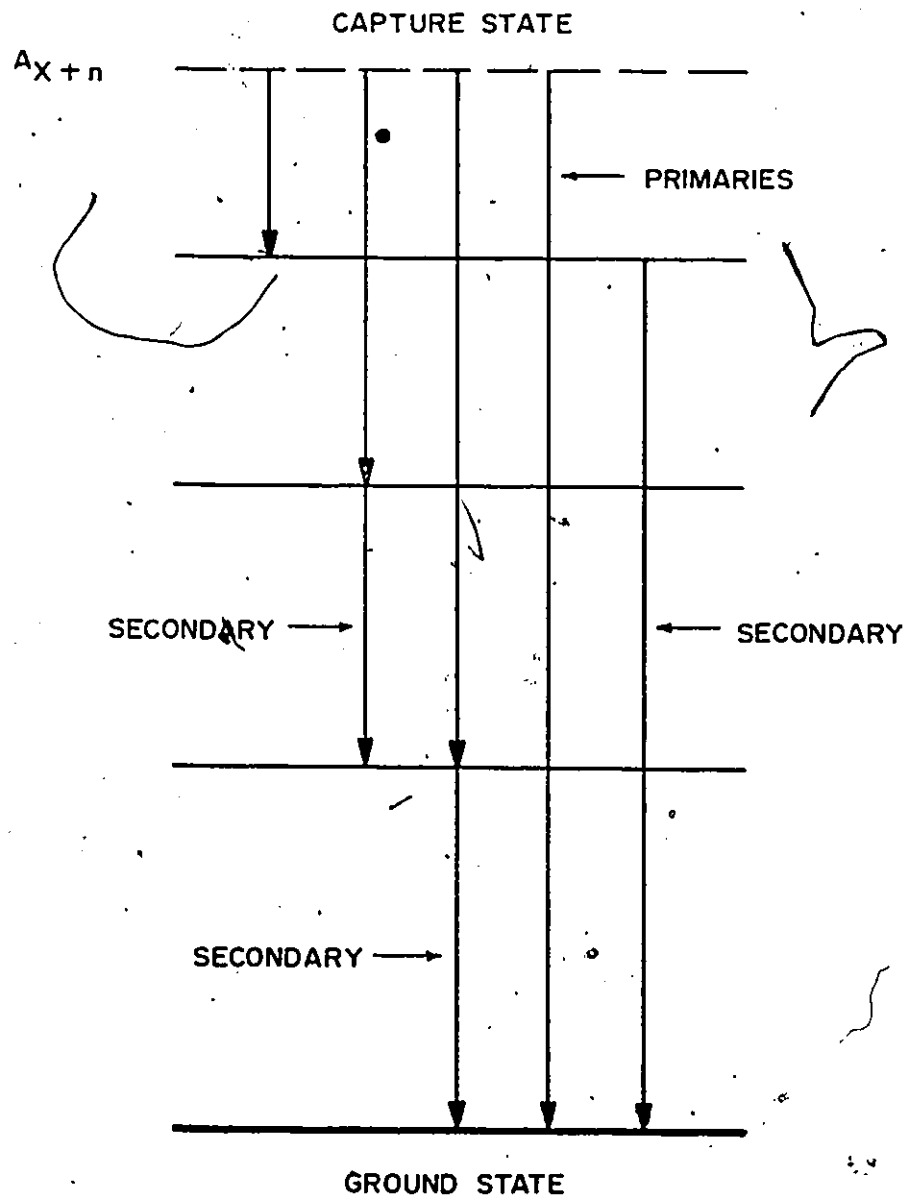 CAPTURE STATE
ᴬX + n
PRIMARIES
SECONDARY
SECONDARY
SECONDARY
GROUND STATE